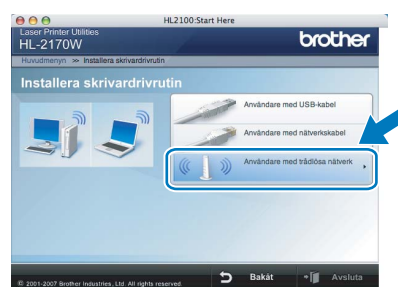 HL2100:Start Here
Laser Printer Utilities
HL-2170W
brother
Huvudmenyn >> Installera skrivardrivrutin
Installera skrivardrivrutin
Användare med USB-kabel
Användare med nätverkskabel
Användare med trådlösa nätverk
Bakåt
Avsluta
© 2001-2007 Brother Industries, Ltd. All rights reserved.